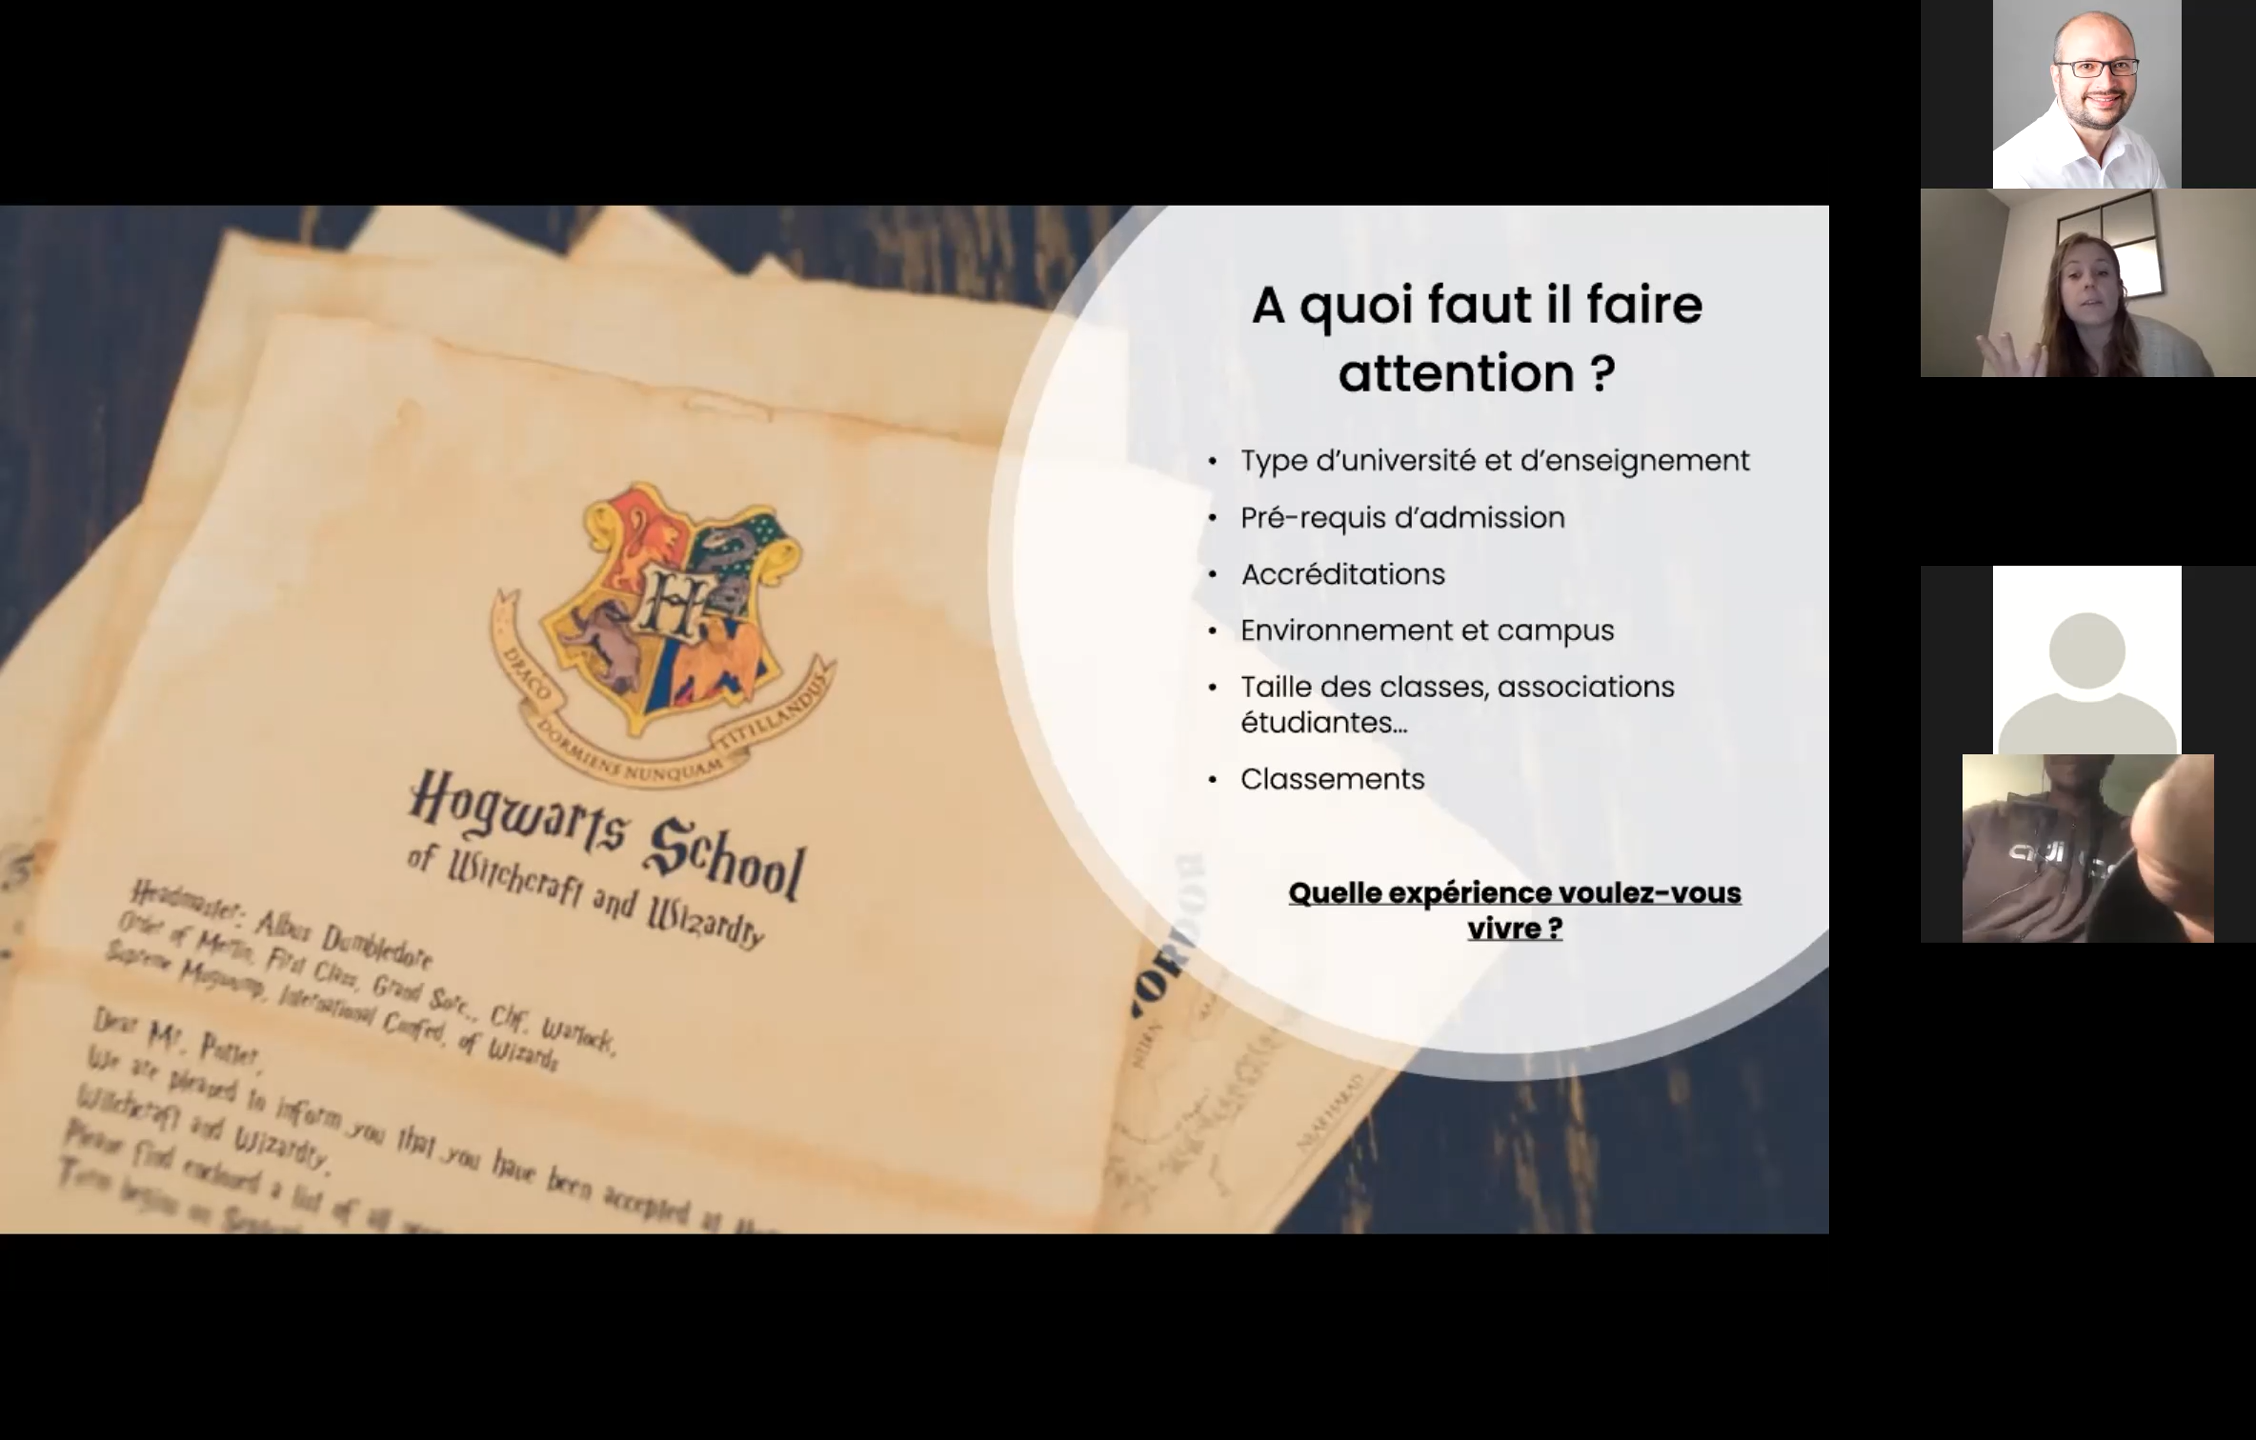 A quoi faut il faire
attention ?
• Type d’université et d’enseignement
• Pré-requis d’admission
• Accréditations
• Environnement et campus
• Taille des classes, associations
étudiantes...
• Classements
Quelle expérience voulez-vous
vivre ?
DRACO
DORMIENS NUNQUAM
TITILLANDUS
H
Hogwarts School
of Witchcraft and Wizardry
Headmaster: Albus Dumbledore
Order of Merlin, First Class, Grand Sorc., Chf. Warlock,
Supreme Mugwump, International Confed. of Wizards
Dear Mr. Potter,
We are pleased to inform you that you have been accepted at
Witchcraft and Wizardry.
Please find enclosed a list of all
Term begins on
NEAR HARAD